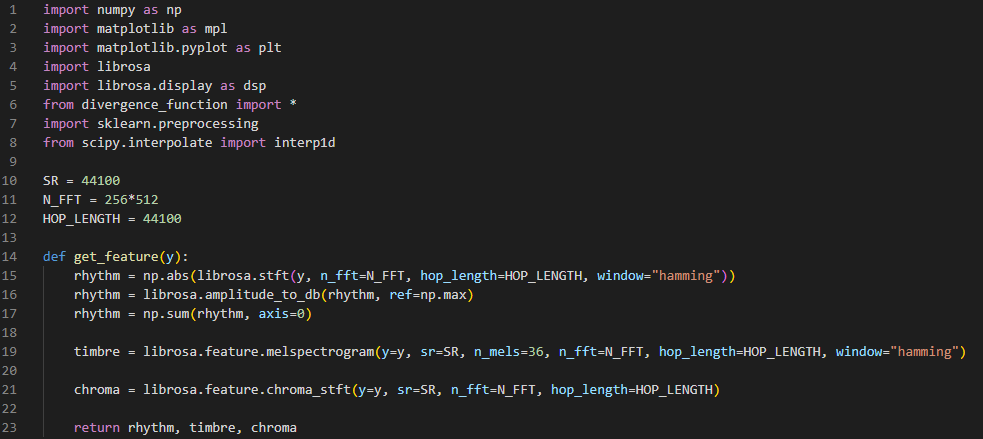 1 import numpy as np
2 import matplotlib as mpl
3 import matplotlib.pyplot as plt
4 import librosa
5 import librosa.display as dsp
6 from divergence_function import *
7 import sklearn.preprocessing
8 from scipy.interpolate import interp1d
9
10 SR = 44100
11 N_FFT = 256*512
12 HOP_LENGTH = 44100
13
14 def get_feature(y):
15     rhythm = np.abs(librosa.stft(y, n_fft=N_FFT, hop_length=HOP_LENGTH, window="hamming"))
16     rhythm = librosa.amplitude_to_db(rhythm, ref=np.max)
17     rhythm = np.sum(rhythm, axis=0)
18
19     timbre = librosa.feature.melspectrogram(y=y, sr=SR, n_mels=36, n_fft=N_FFT, hop_length=HOP_LENGTH, window="hamming")
20
21     chroma = librosa.feature.chroma_stft(y=y, sr=SR, n_fft=N_FFT, hop_length=HOP_LENGTH)
22
23     return rhythm, timbre, chroma